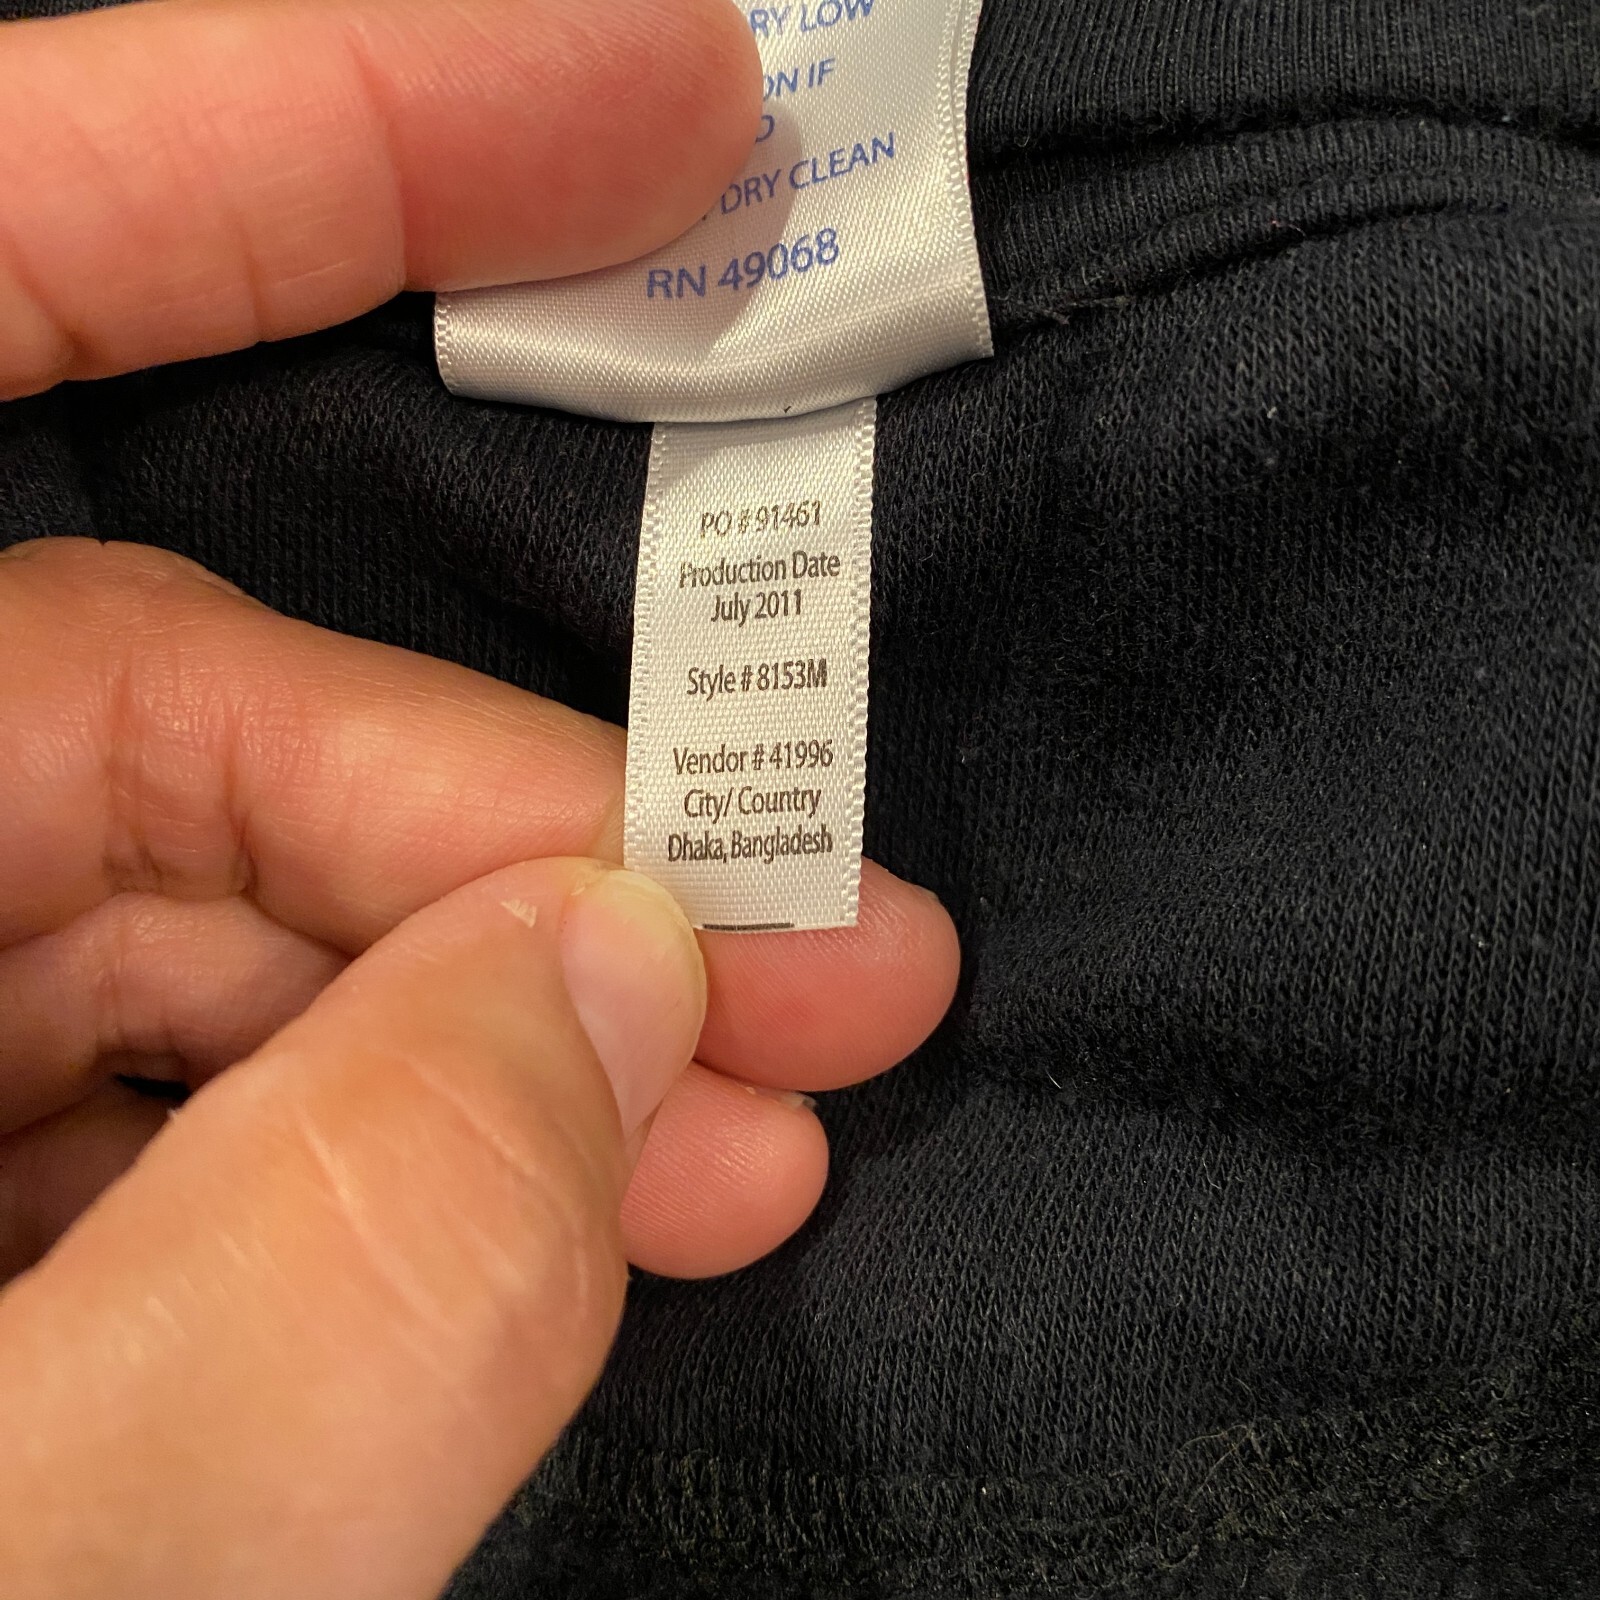 RY LOW
ON IF
DRY CLEAN
RN 49068
PO # 91461
Production Date
July 2011
Style # 8153M
Vendor # 41996
City/ Country
Dhaka, Bangladesh